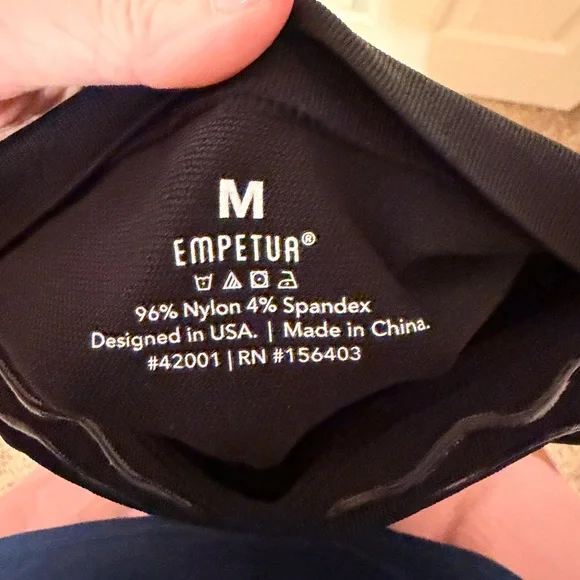 M
EMPETUA®
96% Nylon 4% Spandex
Designed in USA. | Made in China.
#42001 | RN #156403